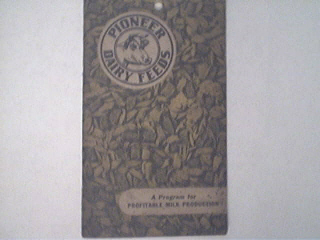 PIONEER
DAIRY FEEDS
A Program for
PROFITABLE MILK PRODUCTION